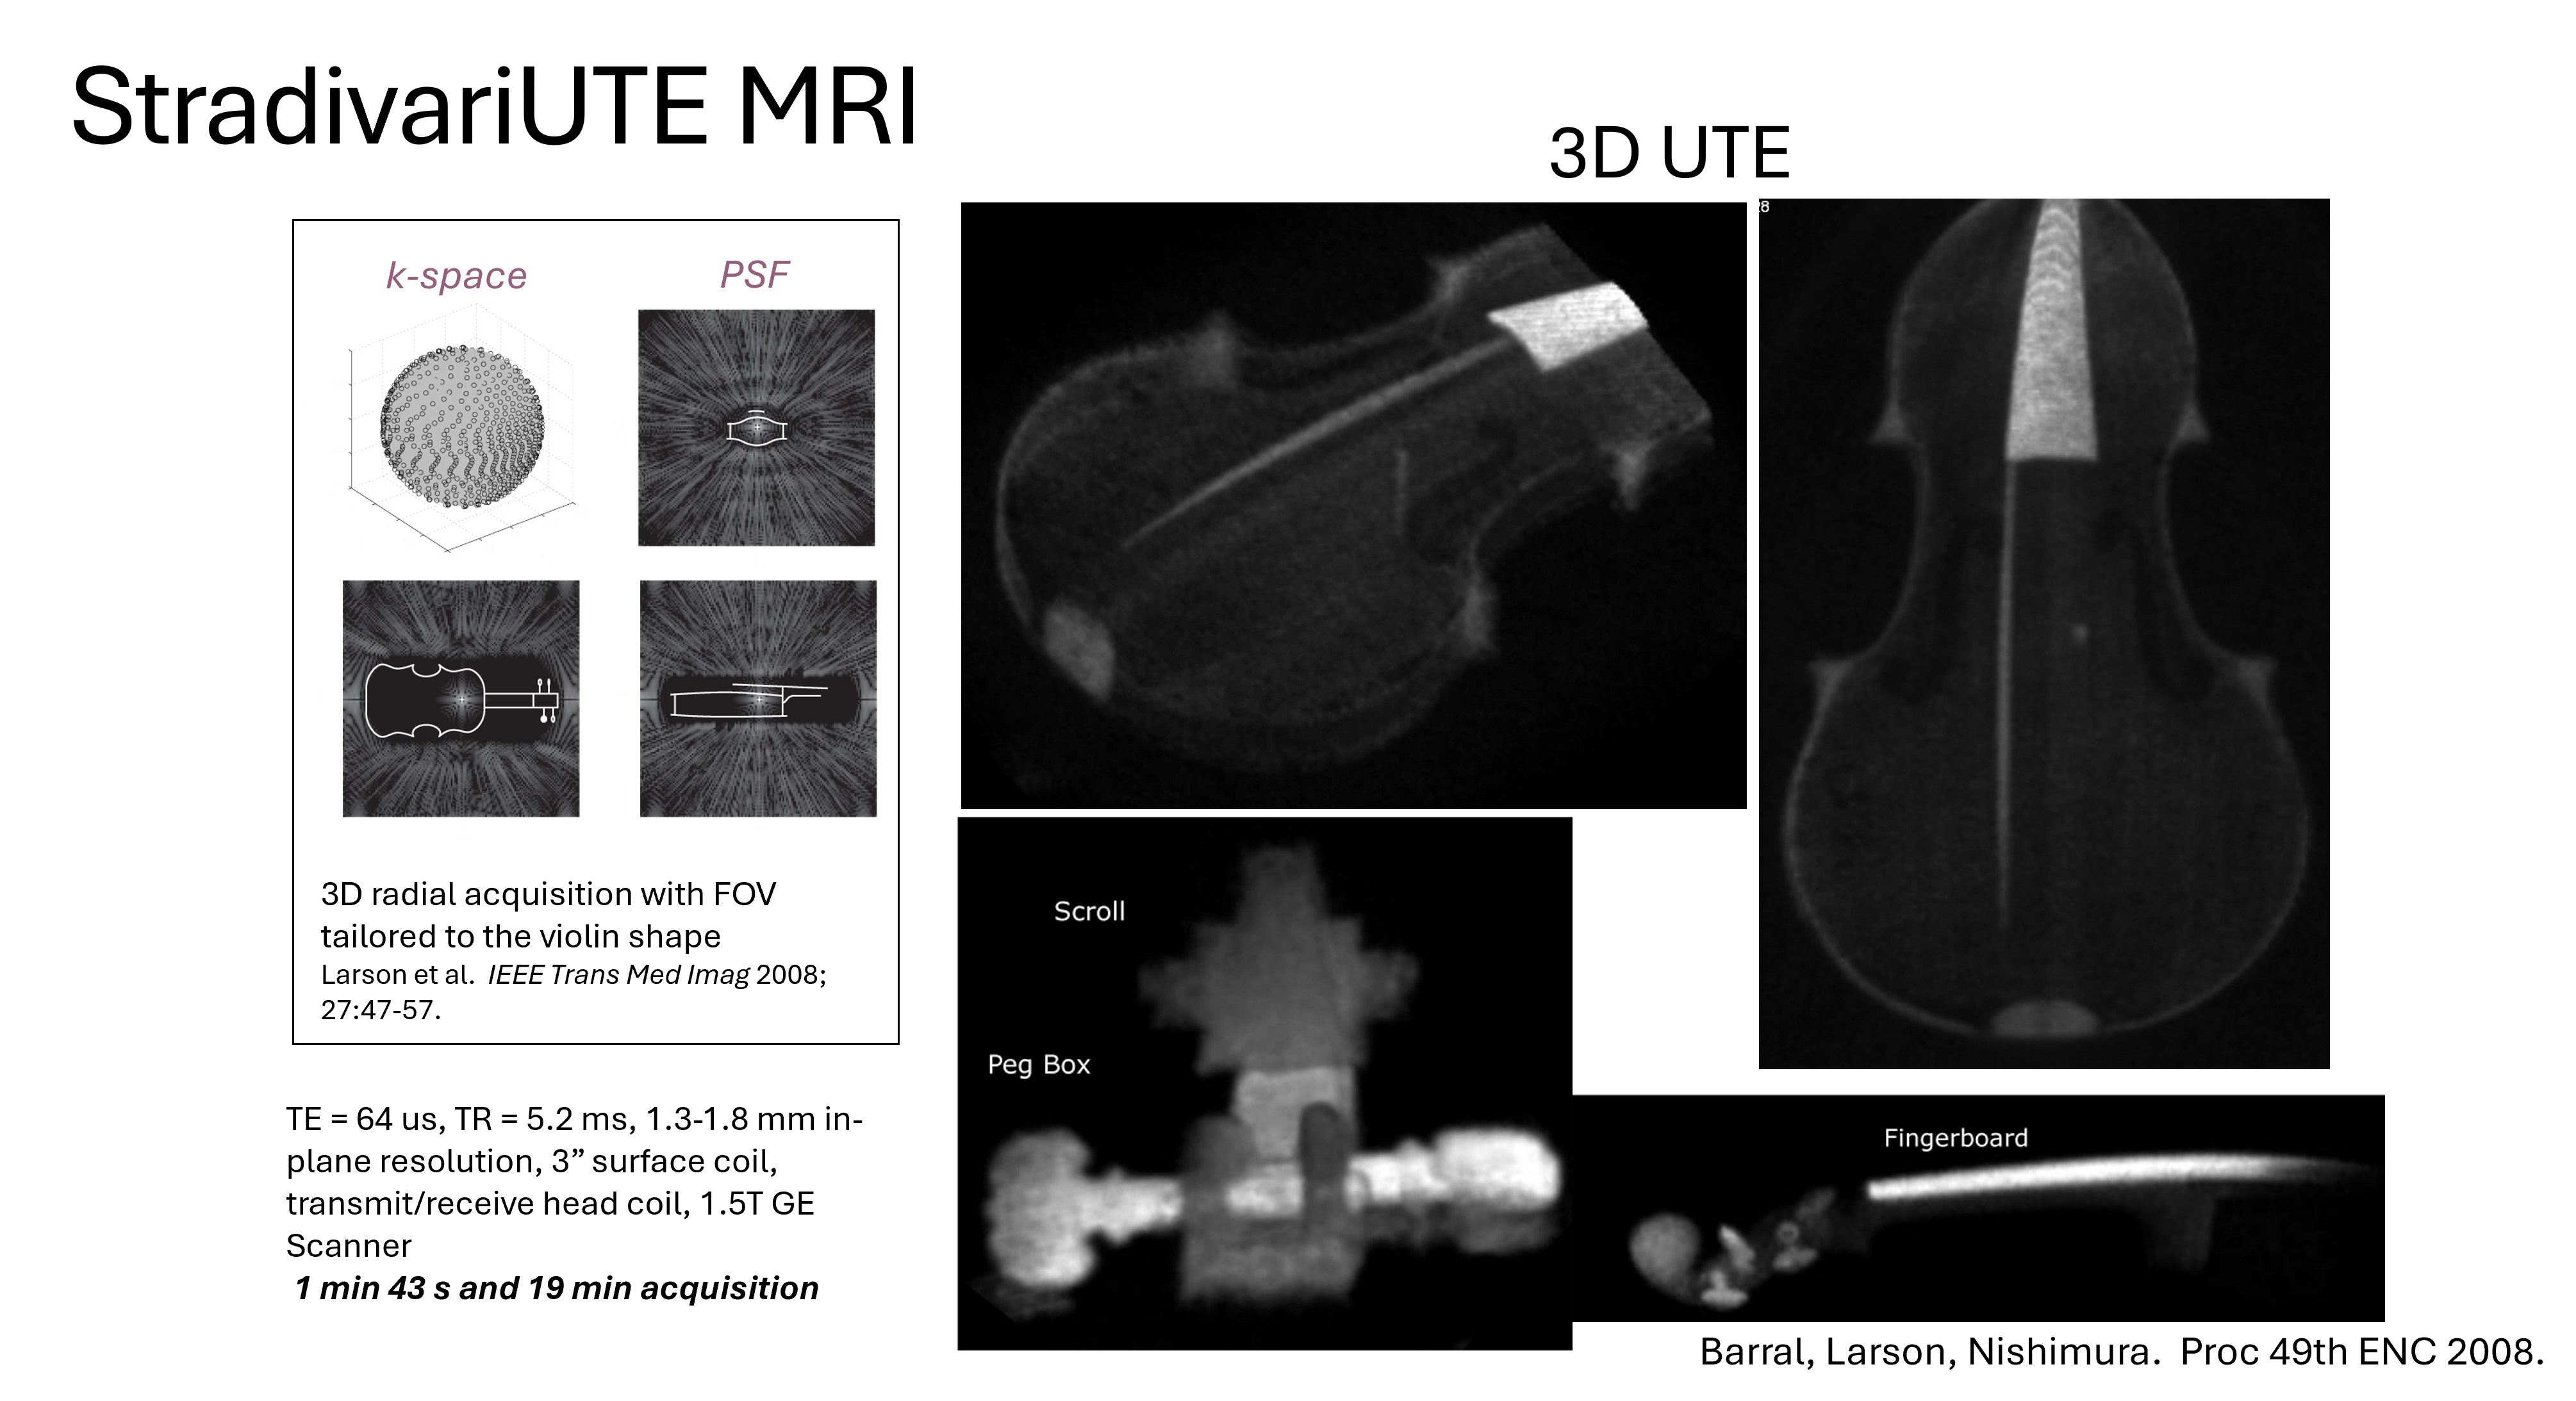 StradivariUTE MRI
3D UTE
k-space
PSF
3D radial acquisition with FOV
tailored to the violin shape
Larson et al.  IEEE Trans Med Imag 2008;
27:47-57.
TE = 64 us, TR = 5.2 ms, 1.3-1.8 mm in-
plane resolution, 3” surface coil,
transmit/receive head coil, 1.5T GE
Scanner
1 min 43 s and 19 min acquisition
8
Scroll
Peg Box
Fingerboard
Barral, Larson, Nishimura.  Proc 49th ENC 2008.